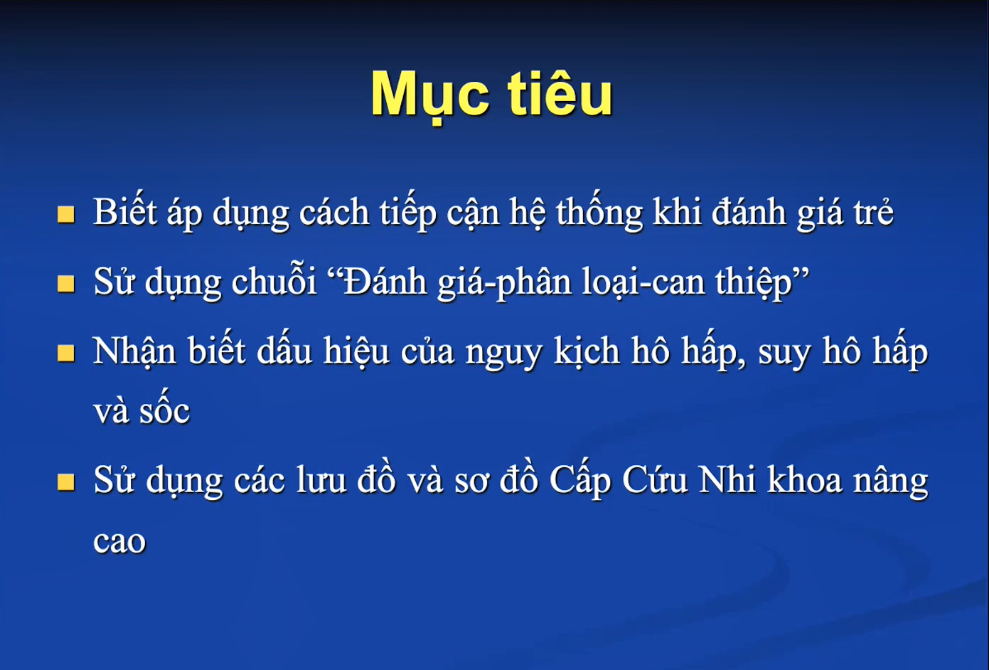 Mục tiêu
Biết áp dụng cách tiếp cận hệ thống khi đánh giá trẻ
Sử dụng chuỗi “Đánh giá-phân loại-can thiệp”
Nhận biết dấu hiệu của nguy kịch hô hấp, suy hô hấp
và sốc
Sử dụng các lưu đồ và sơ đồ Cấp Cứu Nhi khoa nâng
cao